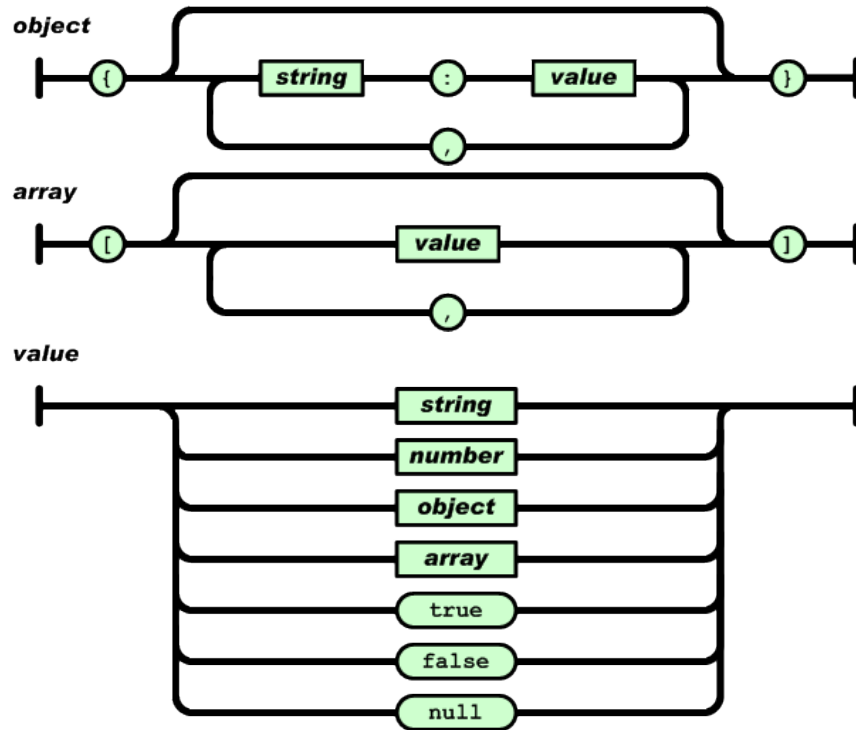 object
{ string : value }
,
array
[ value ]
,
value
string
number
object
array
true
false
null